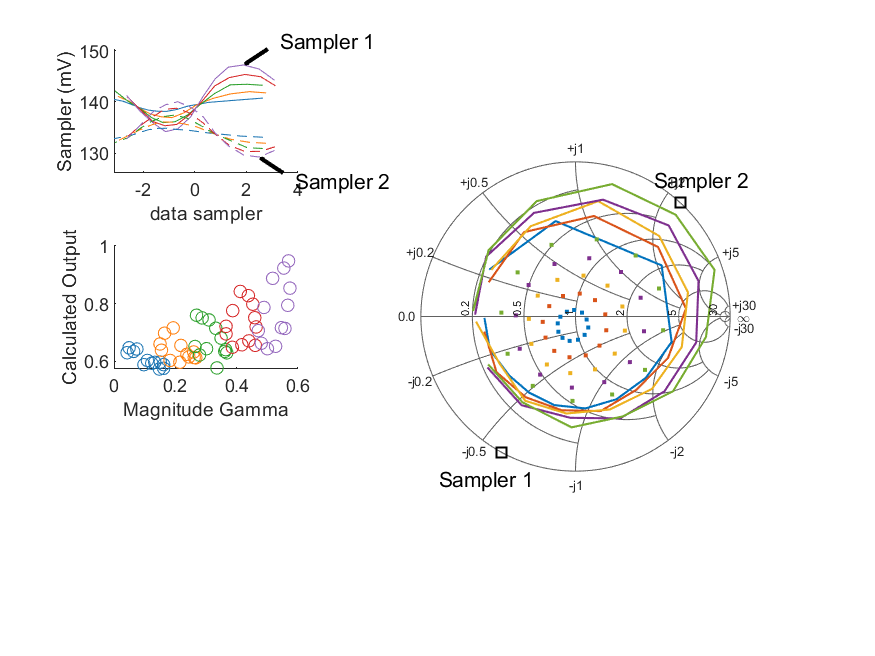 Sampler 1
150
140
130
Sampler (mV)
-2
0
2
4
Sampler 2
data sampler
1
0.8
0.6
Calculated Output
0
0.2
0.4
0.6
Magnitude Gamma
+j1
+j0.5
Sampler 2
+j0.2
+j5
0.0
0.2
0.5
1
2
5
30
+j30
∞
-j30
-j0.2
-j5
-j0.5
-j2
Sampler 1
-j1